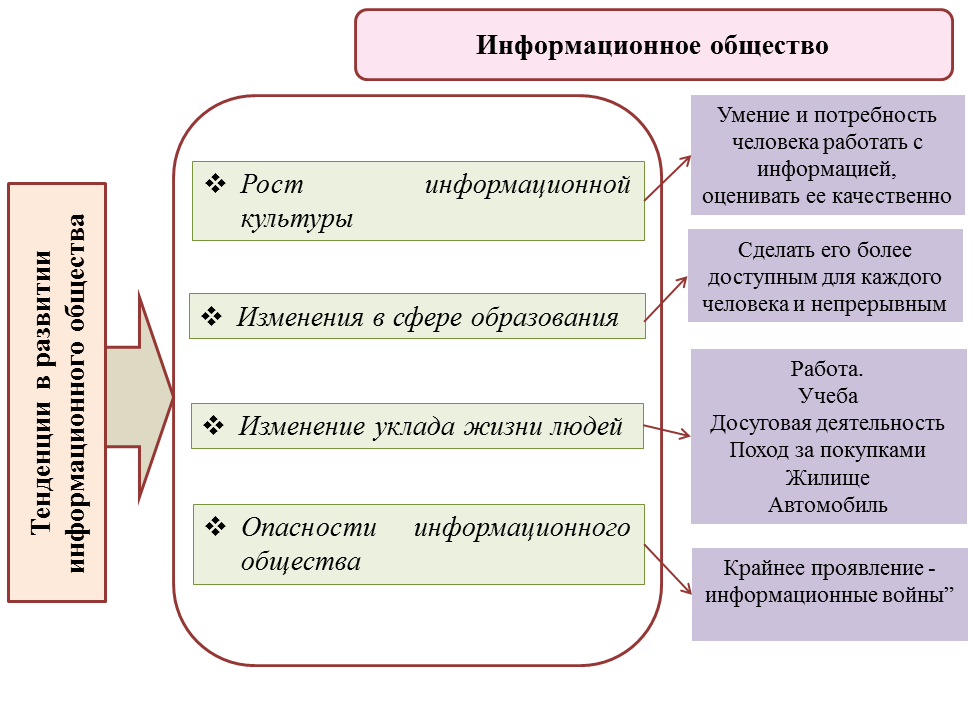 Информационное общество
Тенденции в развитии
информационного общества
❖ Рост информационной
культуры
Умение и потребность
человека работать с
информацией,
оценивать ее качественно
❖ Изменения в сфере образования
Сделать его более
доступным для каждого
человека и непрерывным
❖ Изменение уклада жизни людей
Работа.
Учеба
Досуговая деятельность
Поход за покупками
Жилище
Автомобиль
❖ Опасности информационного
общества
Крайнее проявление -
информационные войны”